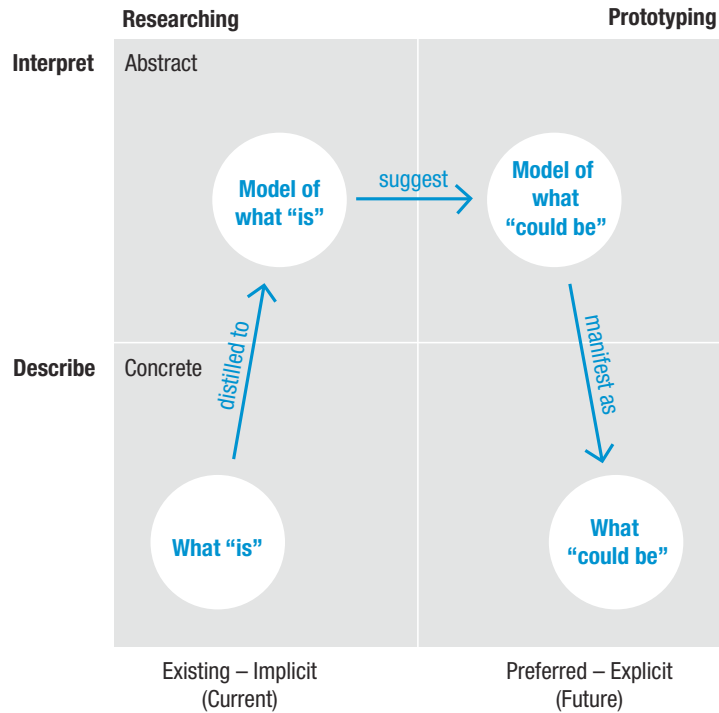 Researching
Prototyping
Interpret
Abstract
Model of
what “is”
suggest
Model of
what
“could be”
distilled to
manifest as
Describe
Concrete
What “is”
What
“could be”
Existing – Implicit
(Current)
Preferred – Explicit
(Future)